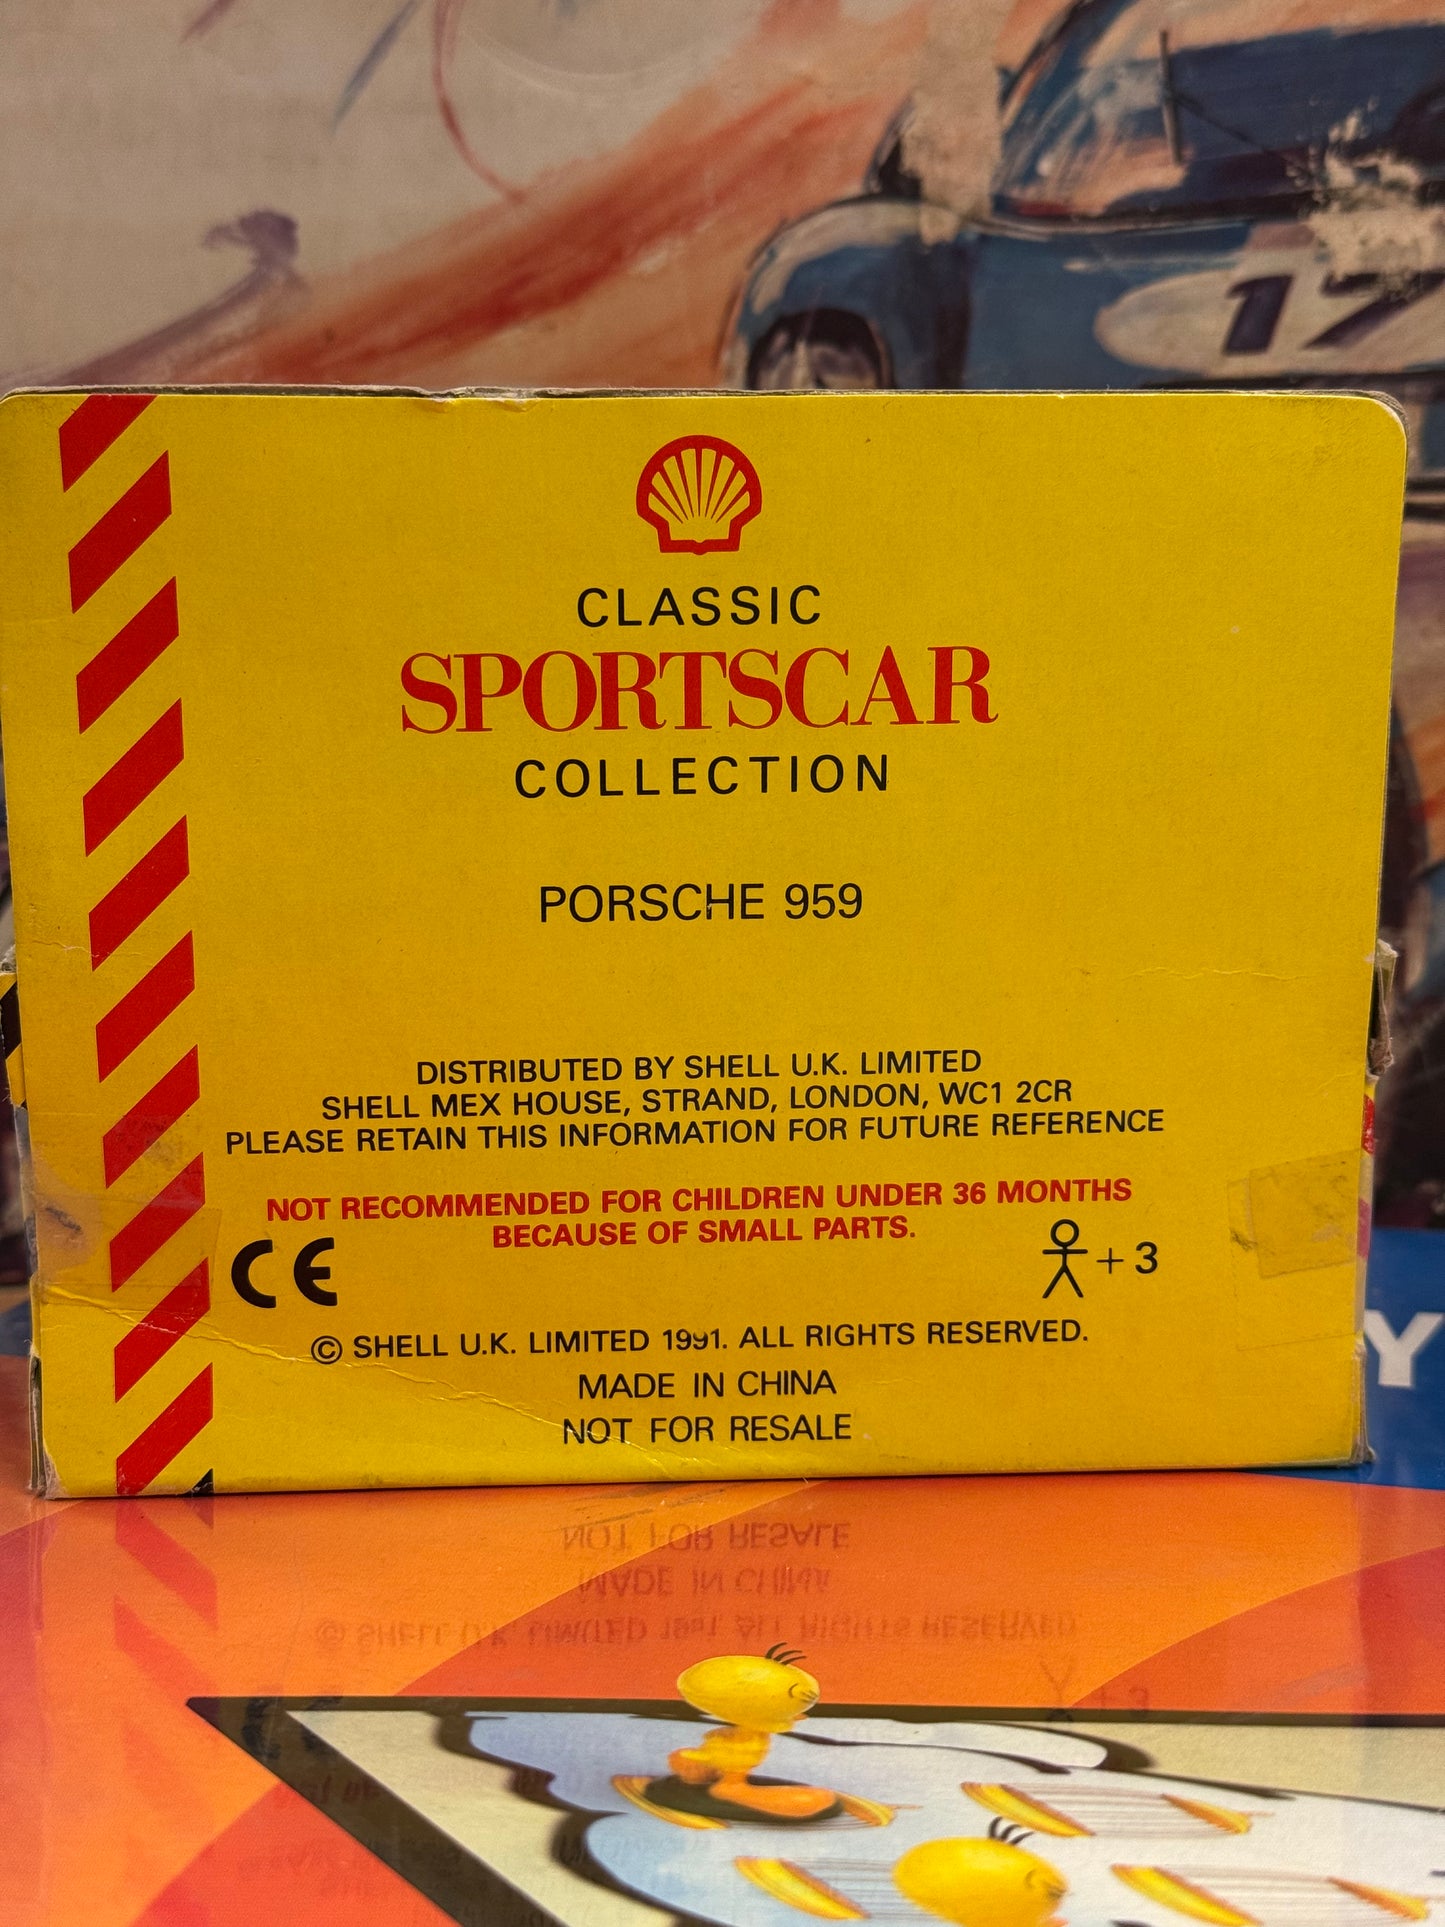 17
CLASSIC
SPORTSCAR
COLLECTION
PORSCHE 959
DISTRIBUTED BY SHELL U.K. LIMITED
SHELL MEX HOUSE, STRAND, LONDON, WC1 2CR
PLEASE RETAIN THIS INFORMATION FOR FUTURE REFERENCE
NOT RECOMMENDED FOR CHILDREN UNDER 36 MONTHS
BECAUSE OF SMALL PARTS.
CE
+ 3
© SHELL U.K. LIMITED 1991. ALL RIGHTS RESERVED.
MADE IN CHINA
NOT FOR RESALE
Y